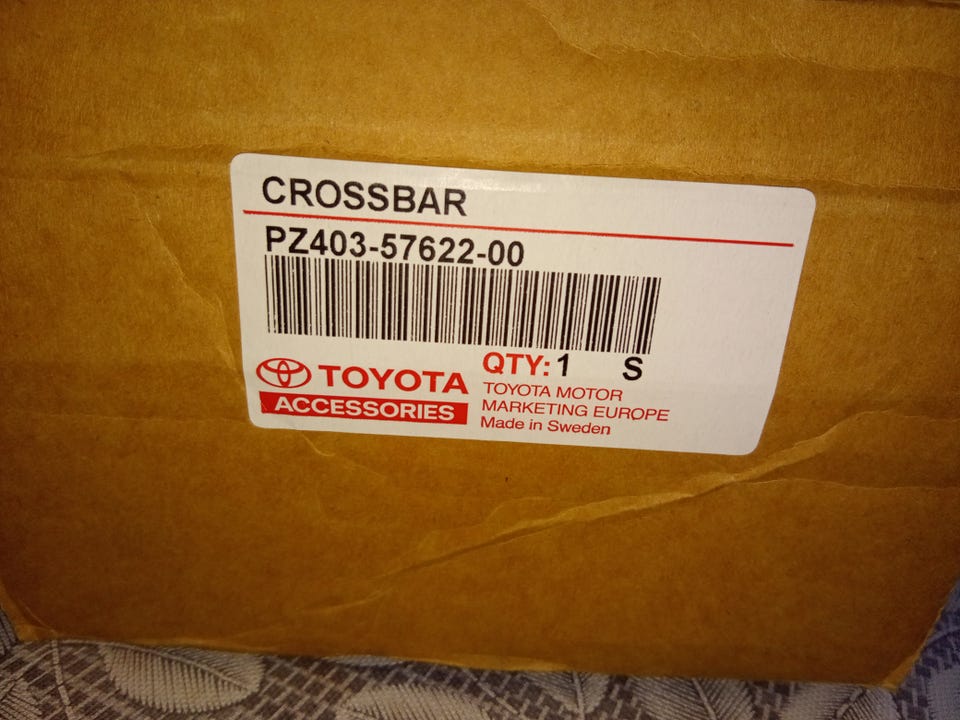 CROSSBAR
PZ403-57622-00
QTY: 1 S
TOYOTA
ACCESSORIES
TOYOTA MOTOR
MARKETING EUROPE
Made in Sweden